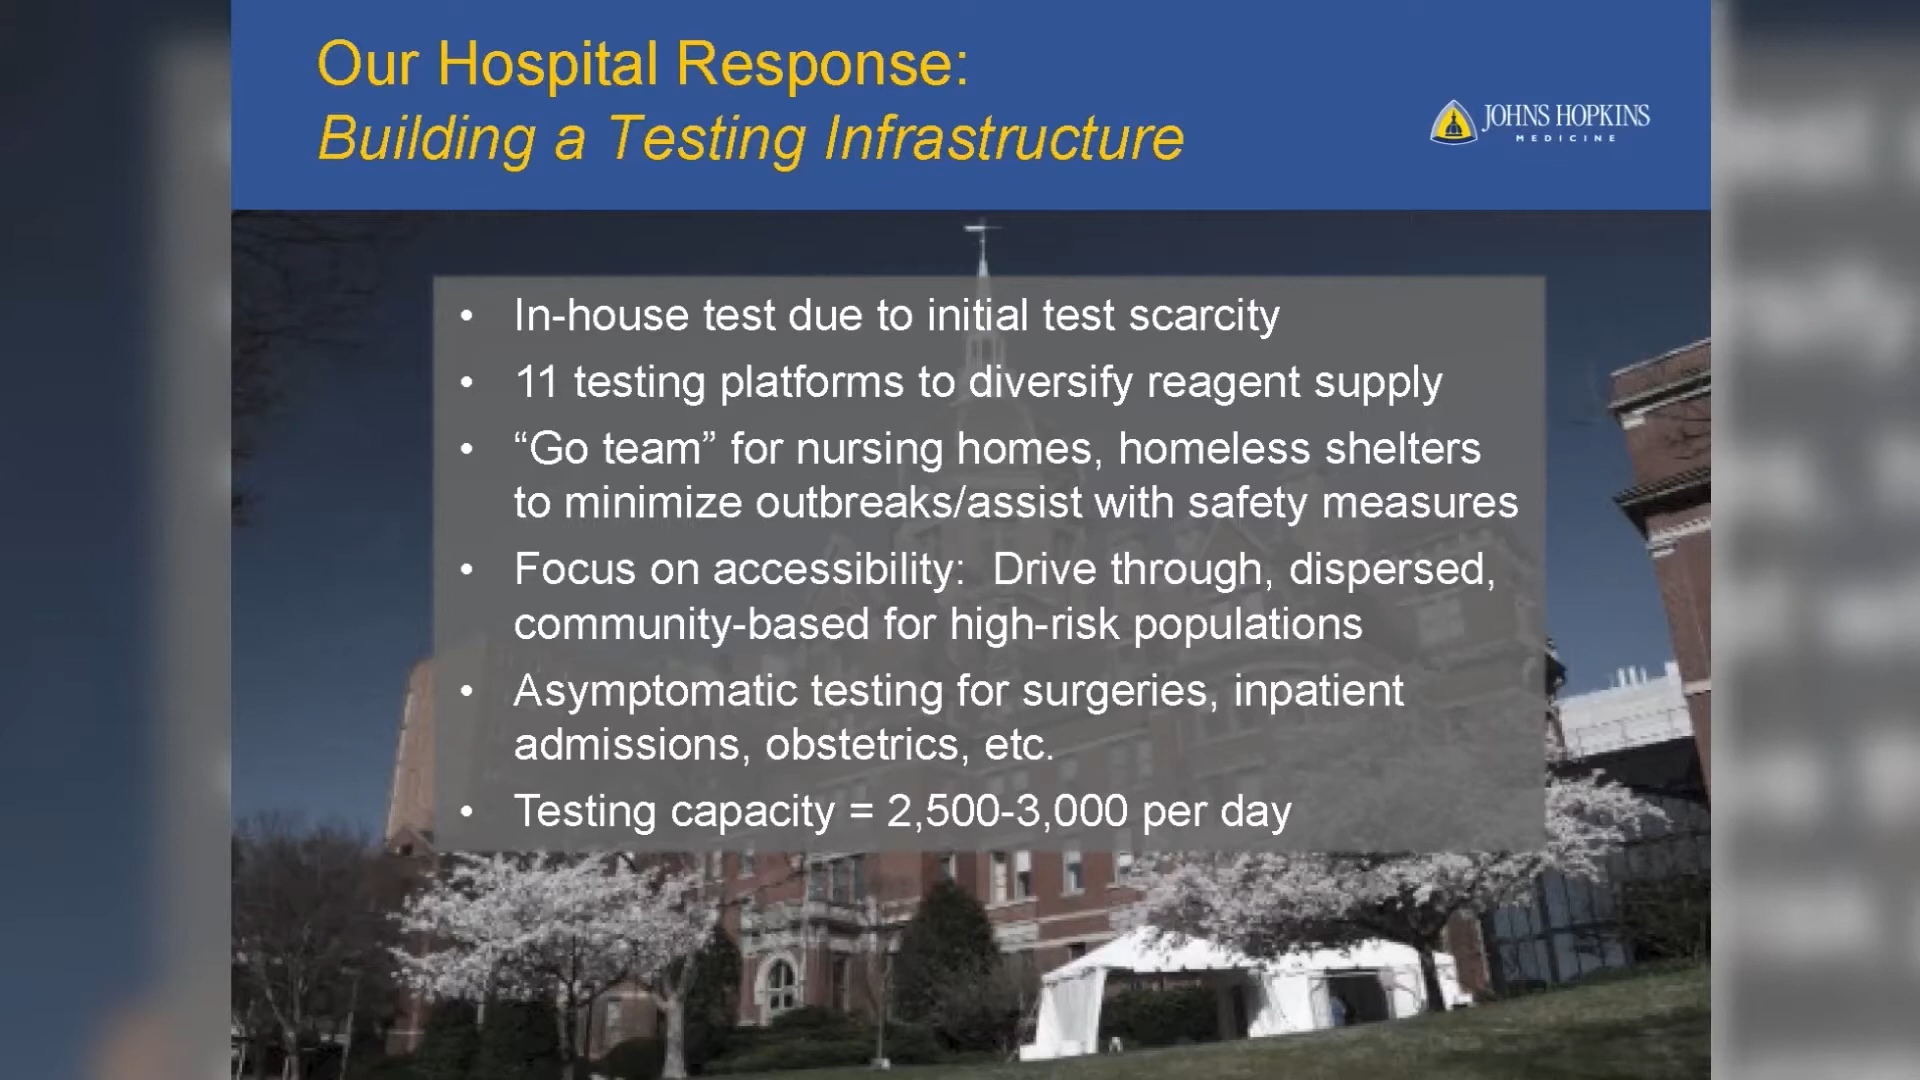 Our Hospital Response:
Building a Testing Infrastructure
JOHNS HOPKINS
MEDICINE
• In-house test due to initial test scarcity
• 11 testing platforms to diversify reagent supply
• “Go team” for nursing homes, homeless shelters
to minimize outbreaks/assist with safety measures
• Focus on accessibility:  Drive through, dispersed,
community-based for high-risk populations
• Asymptomatic testing for surgeries, inpatient
admissions, obstetrics, etc.
• Testing capacity = 2,500-3,000 per day